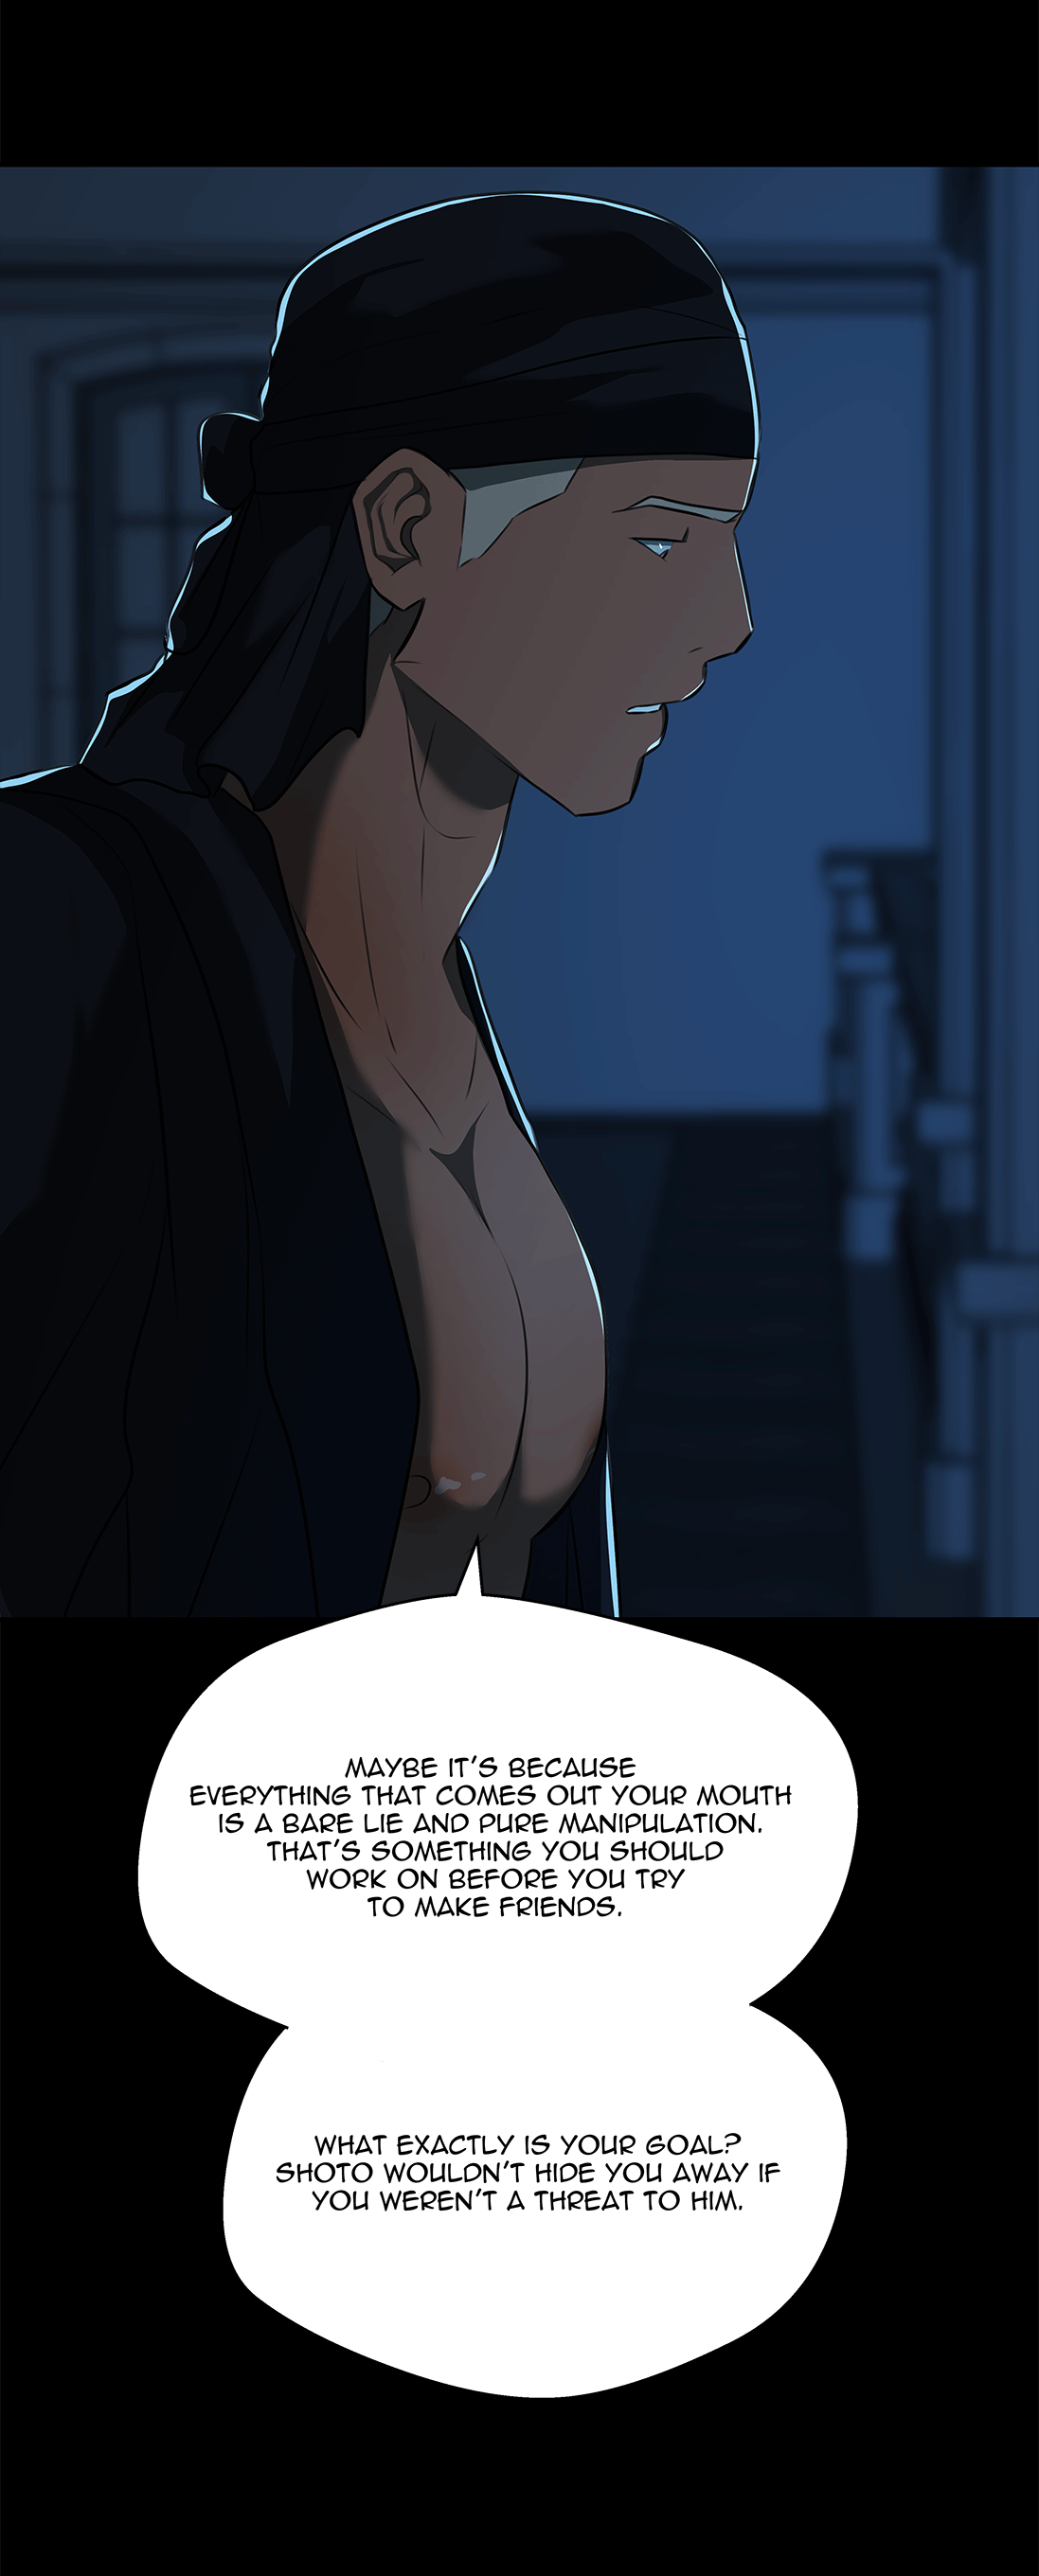 MAYBE IT'S BECAUSE
EVERYTHING THAT COMES OUT YOUR MOUTH
IS A BARE LIE AND PURE MANIPULATION.
THAT'S SOMETHING YOU SHOULD
WORK ON BEFORE YOU TRY
TO MAKE FRIENDS.
WHAT EXACTLY IS YOUR GOAL?
SHOTO WOULDN'T HIDE YOU AWAY IF
YOU WEREN'T A THREAT TO HIM.